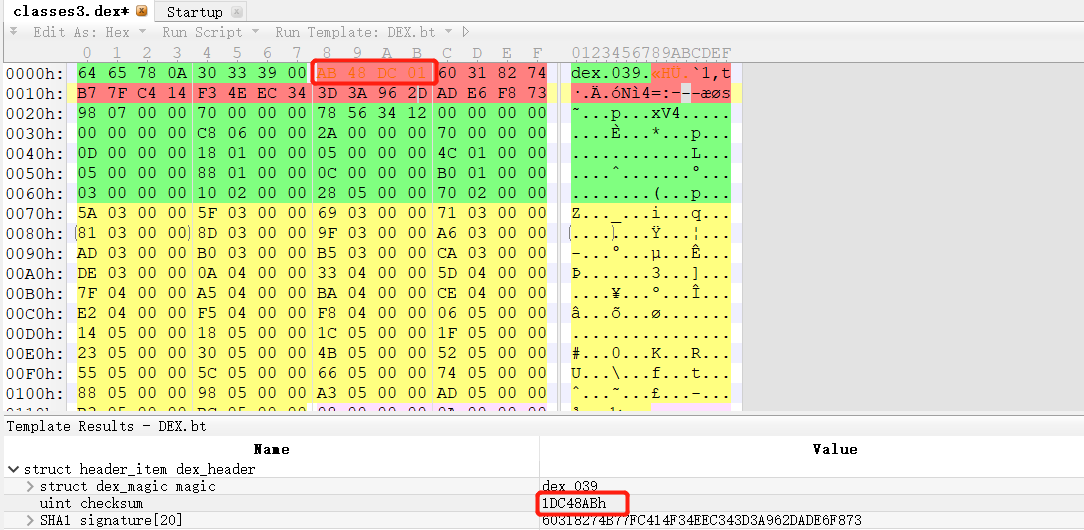 classes3.dex* Startup
Edit As: Hex Run Script Run Template: DEX.bt
0 1 2 3 4 5 6 7 8 9 A B C D E F 0123456789ABCDEF
0000h: 64 65 78 0A 30 33 39 00 AB 48 DC 01 60 31 82 74 dex.039.«HÜ.`1‚t
0010h: B7 7F C4 14 F3 4E EC 34 3D 3A 96 2D AD E6 F8 73 ·.Ä.óNì4=:–-­æøs
0020h: 98 07 00 00 70 00 00 00 78 56 34 12 00 00 00 00 ˜...p...xV4.....
0030h: 00 00 00 00 C8 06 00 00 2A 00 00 00 70 00 00 00 ....È...*...p...
0040h: 0D 00 00 00 18 01 00 00 05 00 00 00 4C 01 00 00 ............L...
0050h: 05 00 00 00 88 01 00 00 0C 00 00 00 B0 01 00 00 ....ˆ.......°...
0060h: 03 00 00 00 10 02 00 00 28 05 00 00 70 02 00 00 ........(...p...
0070h: 5A 03 00 00 5F 03 00 00 69 03 00 00 71 03 00 00 Z..._...i...q...
0080h: 81 03 00 00 8D 03 00 00 9F 03 00 00 A6 03 00 00 ........Ÿ...¦...
0090h: AD 03 00 00 B0 03 00 00 B5 03 00 00 CA 03 00 00 -...°...µ...Ê...
00A0h: DE 03 00 00 0A 04 00 00 33 04 00 00 5D 04 00 00 Þ.......3...]...
00B0h: 7F 04 00 00 A5 04 00 00 BA 04 00 00 CE 04 00 00 ....¥...º...Î...
00C0h: E2 04 00 00 F5 04 00 00 F8 04 00 00 06 05 00 00 â...õ...ø.......
00D0h: 14 05 00 00 18 05 00 00 1C 05 00 00 1F 05 00 00 ................
00E0h: 23 05 00 00 30 05 00 00 4B 05 00 00 52 05 00 00 #...0...K...R...
00F0h: 55 05 00 00 5C 05 00 00 66 05 00 00 74 05 00 00 U...\...f...t...
0100h: 88 05 00 00 98 05 00 00 A3 05 00 00 AD 05 00 00 ˆ...˜...£...-...
Template Results - DEX.bt
Name Value
struct header_item dex_header
struct dex_magic magic dex 039
uint checksum 1DC48ABh
SHA1 signature[20] 60318274B77FC414F34EEC343D3A962DADE6F873